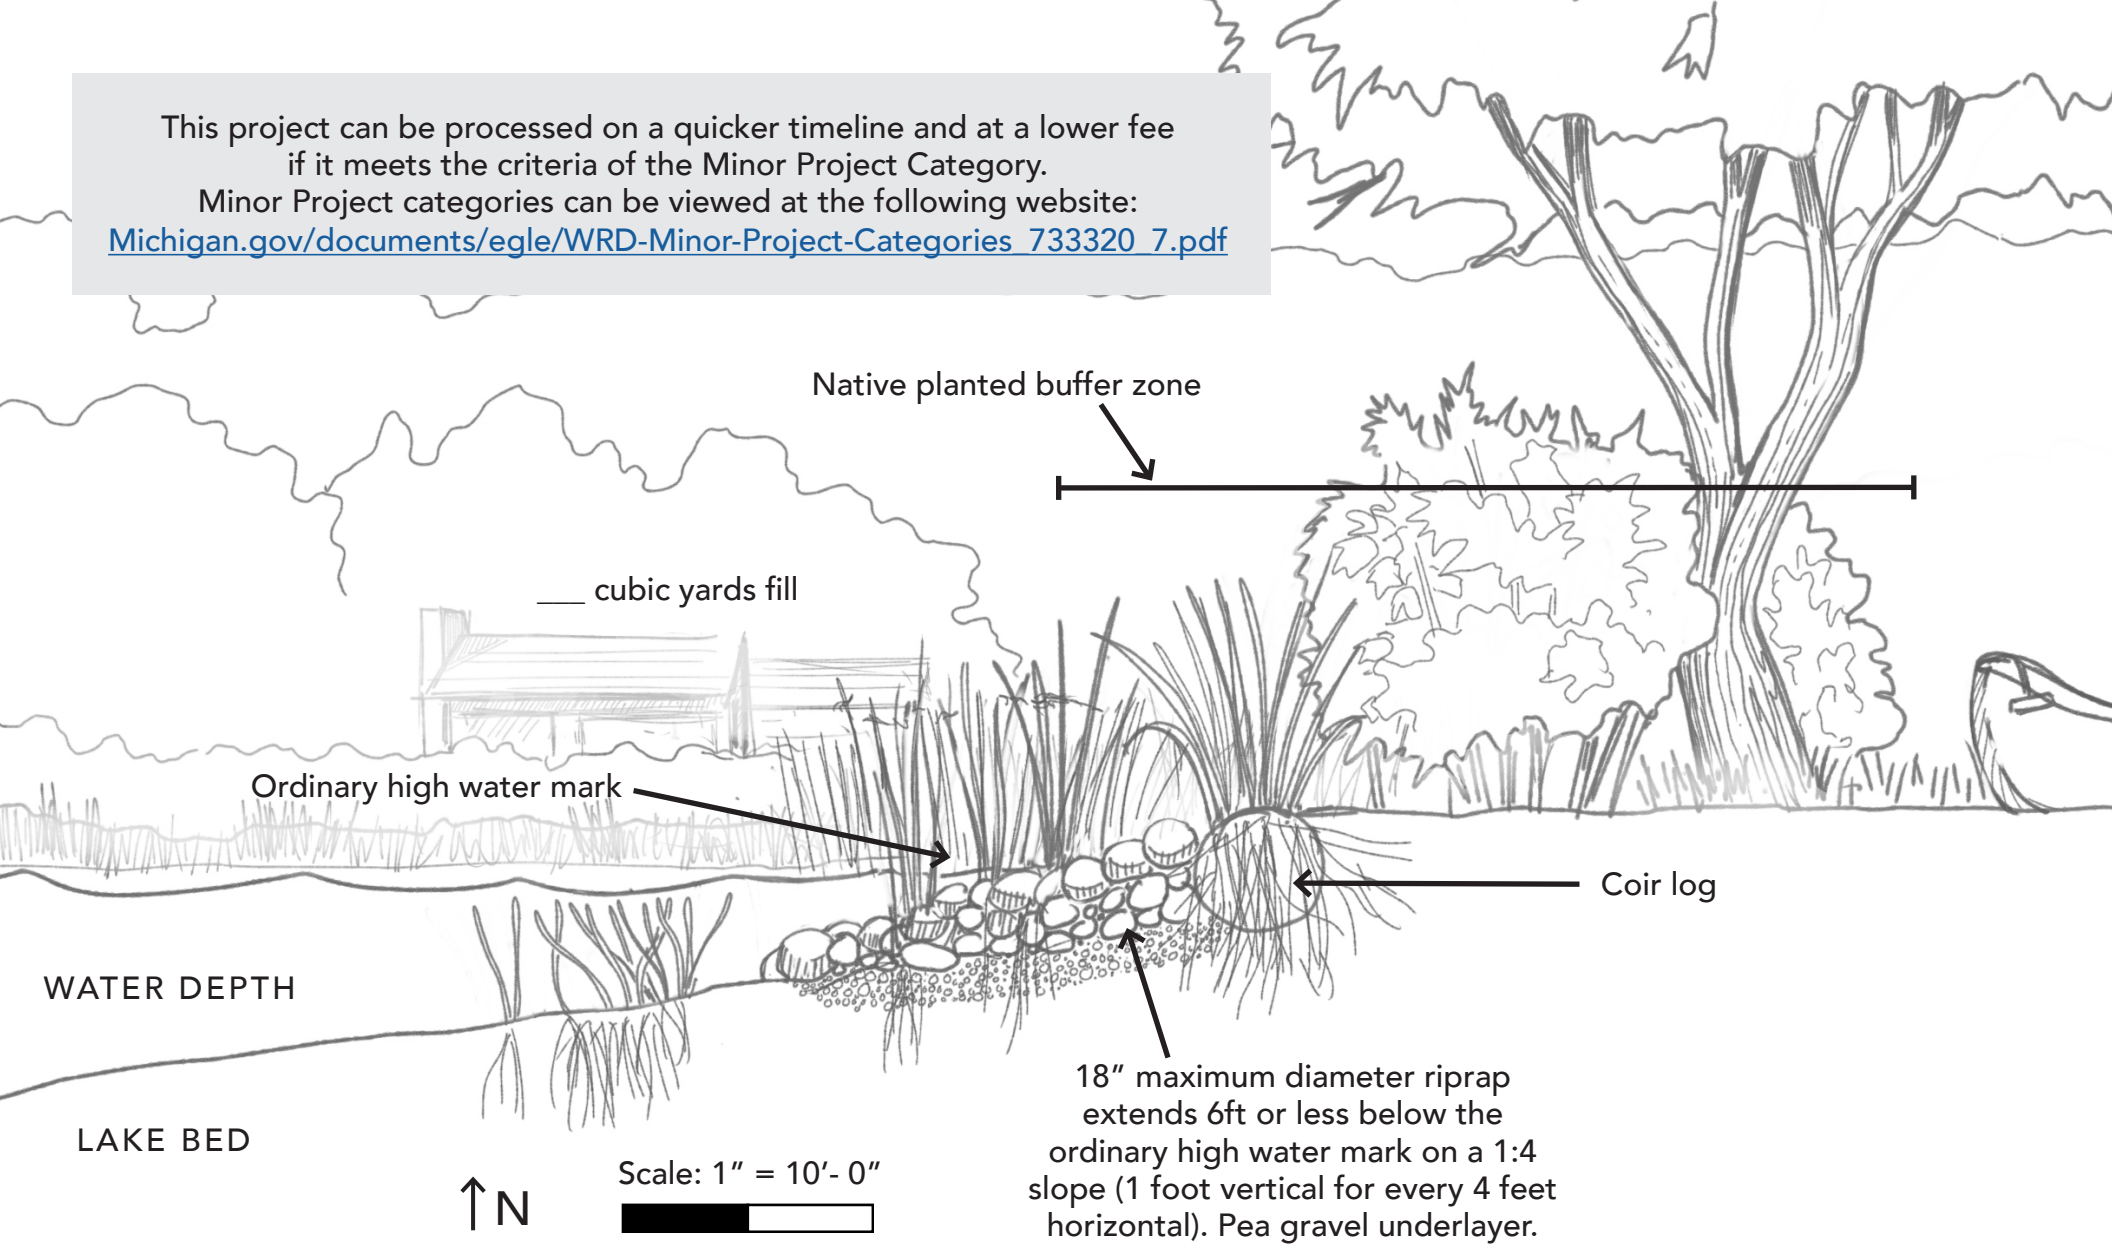 This project can be processed on a quicker timeline and at a lower fee
if it meets the criteria of the Minor Project Category.
Minor Project categories can be viewed at the following website:
Michigan.gov/documents/egle/WRD-Minor-Project-Categories_733320_7.pdf
Native planted buffer zone
___ cubic yards fill
Ordinary high water mark
Coir log
WATER DEPTH
18” maximum diameter riprap
extends 6ft or less below the
ordinary high water mark on a 1:4
slope (1 foot vertical for every 4 feet
horizontal). Pea gravel underlayer.
LAKE BED
Scale: 1” = 10’- 0”
↑N